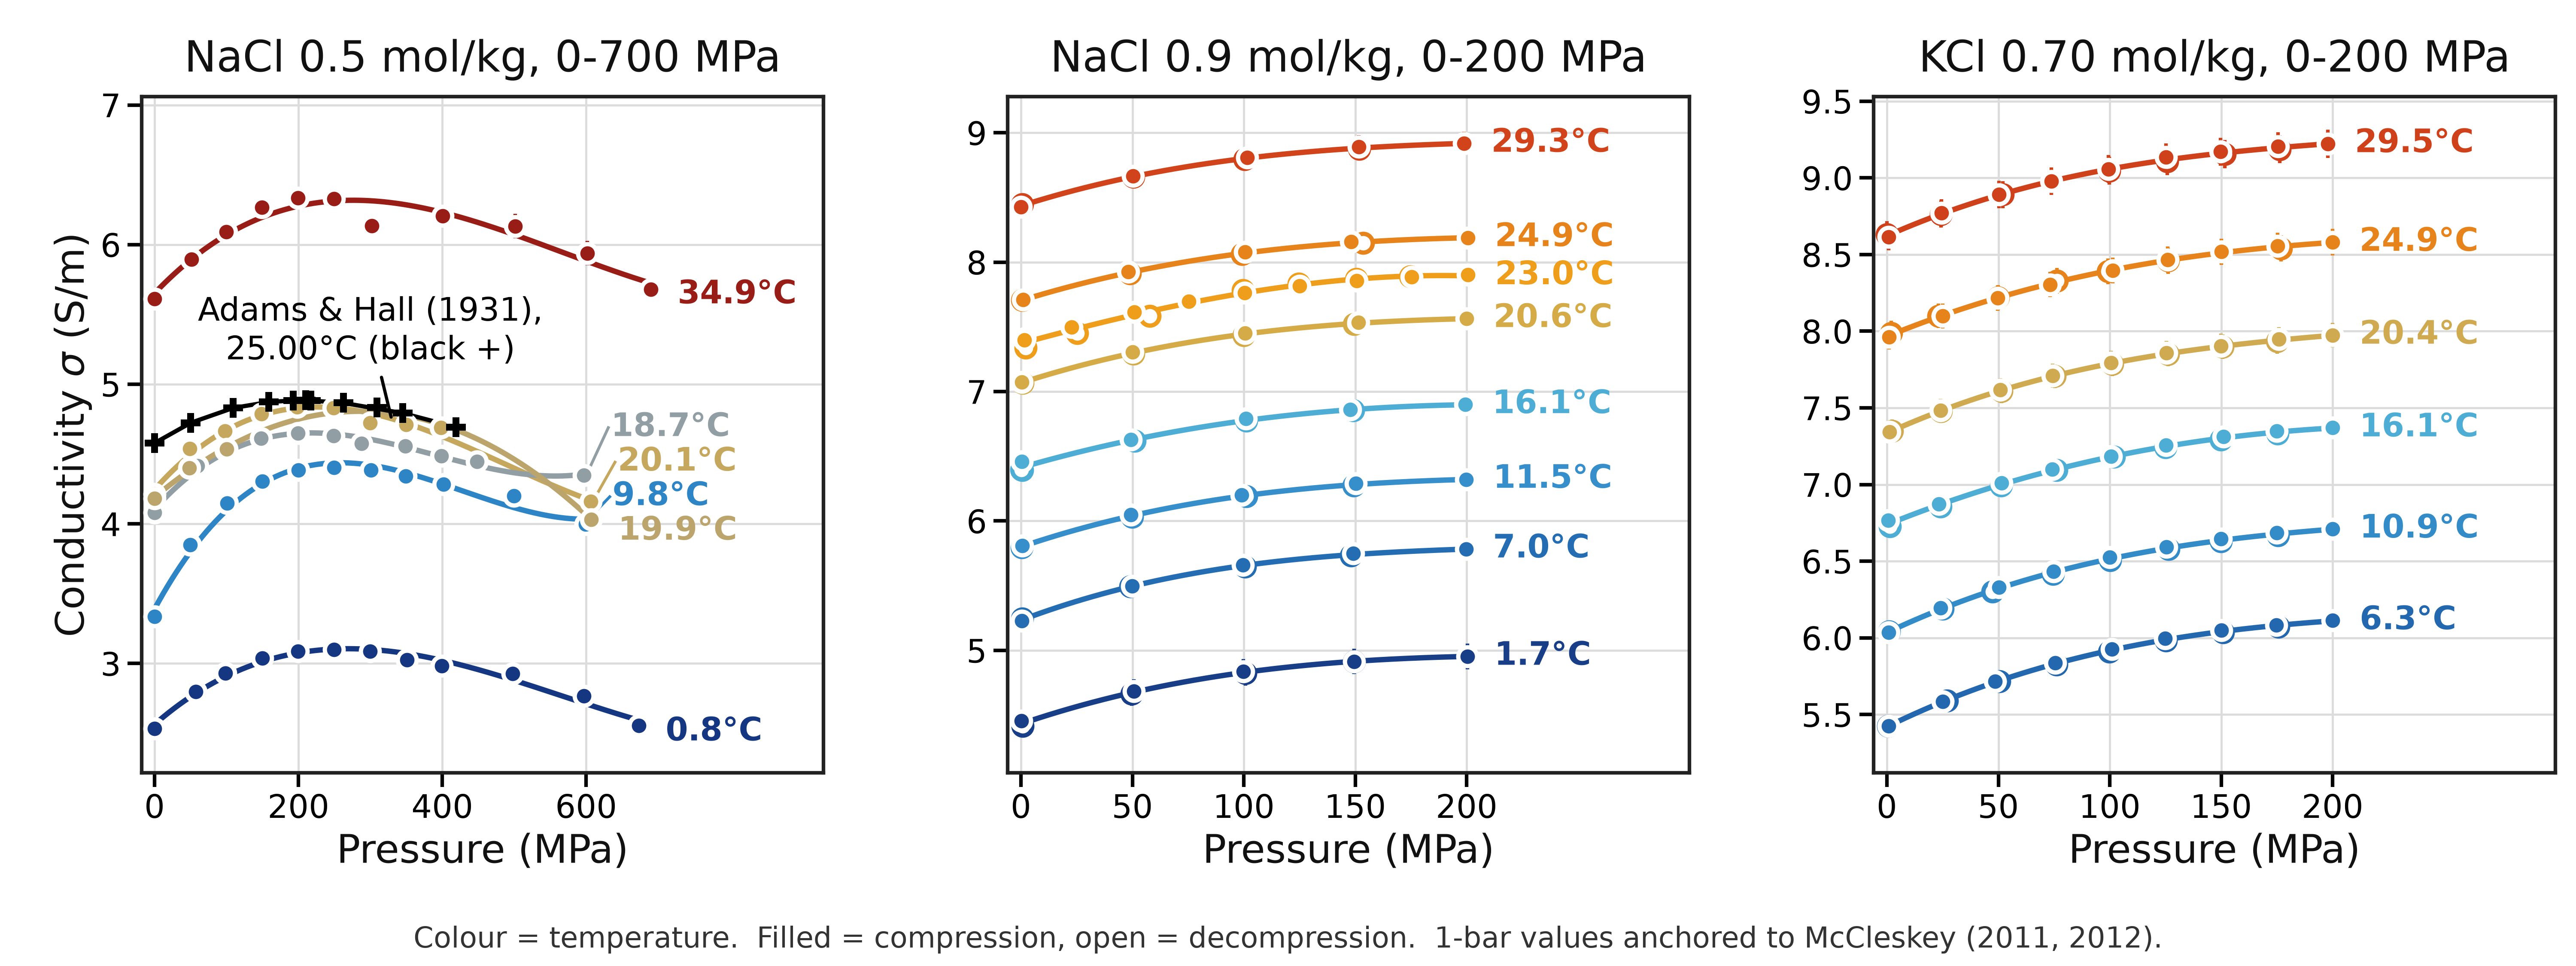 NaCl 0.5 mol/kg, 0-700 MPa
NaCl 0.9 mol/kg, 0-200 MPa
KCl 0.70 mol/kg, 0-200 MPa
Conductivity σ (S/m)
7
6
5
4
3
34.9°C
Adams & Hall (1931),
25.00°C (black +)
18.7°C
20.1°C
9.8°C
19.9°C
0.8°C
0 200 400 600
Pressure (MPa)
9
8
7
6
5
29.3°C
24.9°C
23.0°C
20.6°C
16.1°C
11.5°C
7.0°C
1.7°C
0 50 100 150 200
Pressure (MPa)
9.5
9.0
8.5
8.0
7.5
7.0
6.5
6.0
5.5
29.5°C
24.9°C
20.4°C
16.1°C
10.9°C
6.3°C
0 50 100 150 200
Pressure (MPa)
Colour = temperature.  Filled = compression, open = decompression.  1-bar values anchored to McCleskey (2011, 2012).